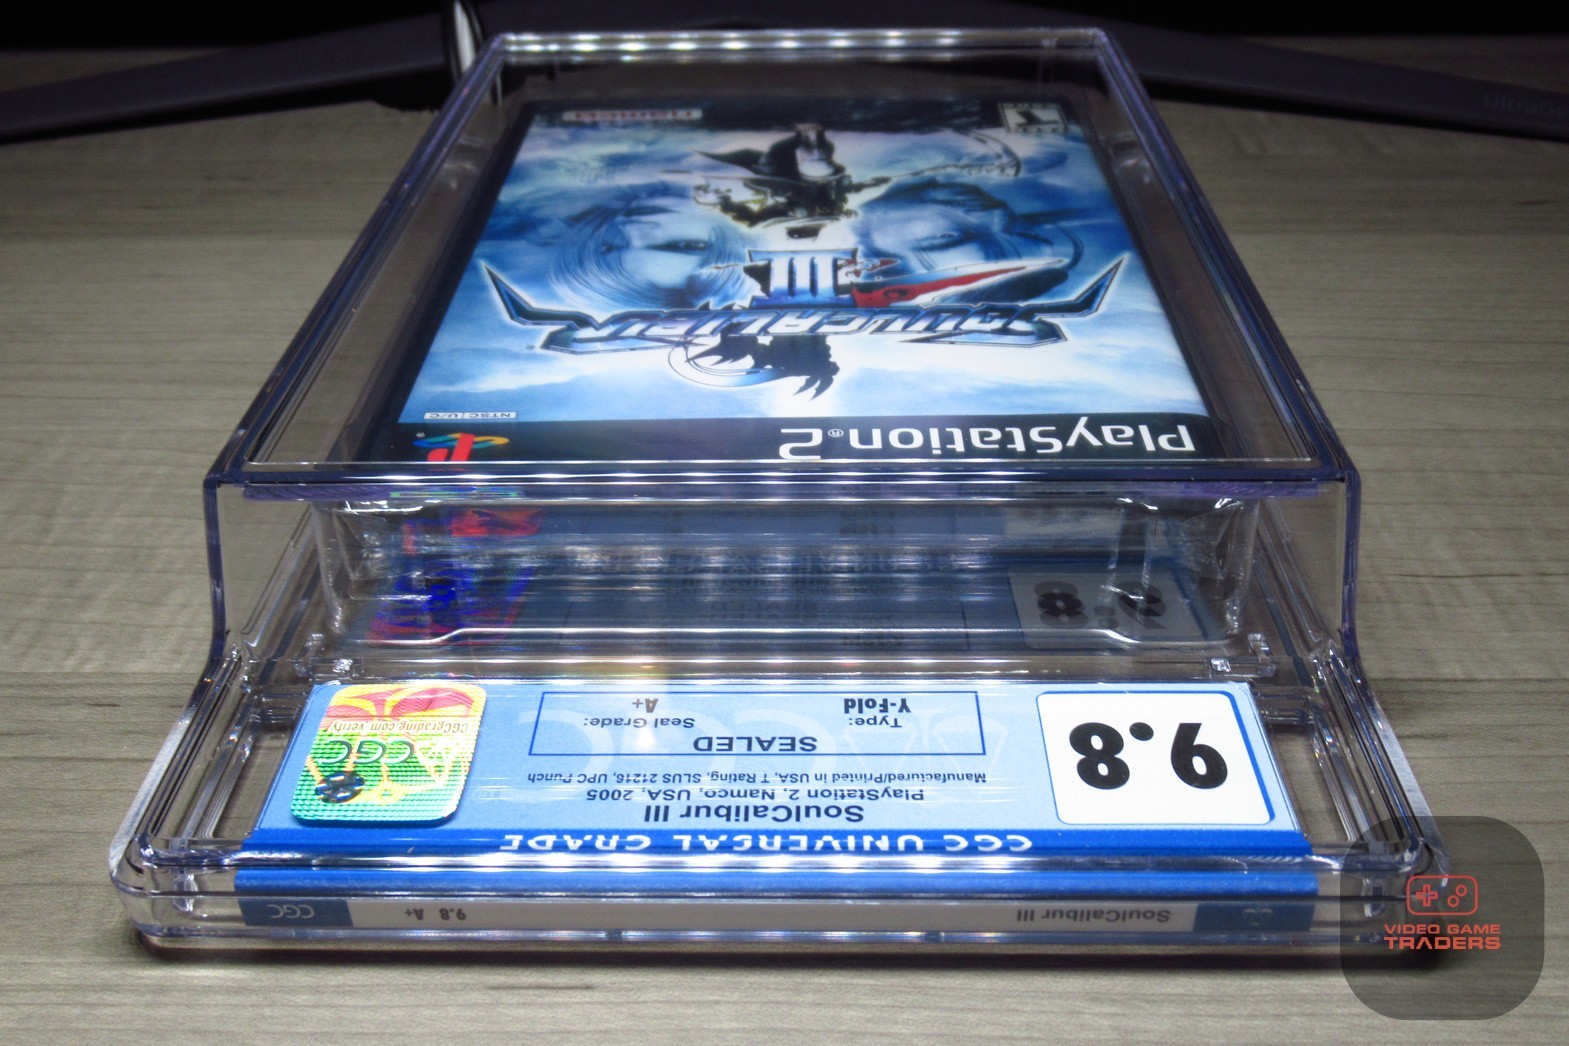 namco
SOULCALIBUR
III
NTSC U/C
PlayStation®2
CGC UNIVERSAL GRADE
SoulCalibur III
PlayStation 2, Namco, USA, 2005
Manufactured/Printed in USA, T Rating, SLUS 21216, UPC Punch
SEALED
Type: Seal Grade:
Y-Fold A+
9.8
CGC
CGCgrading.com verify
SoulCalibur III 9.8 A+ CGC
VIDEO GAME
TRADERS